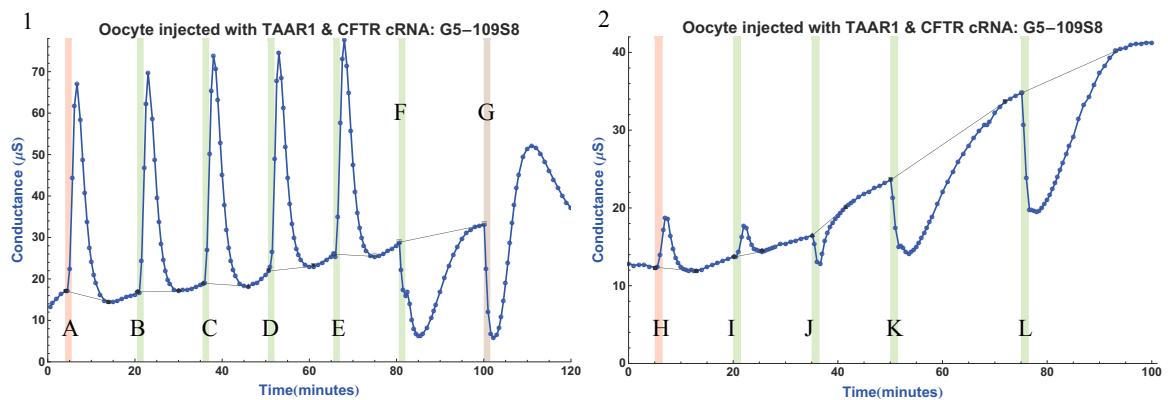 1
Oocyte injected with TAAR1 & CFTR cRNA: G5−109S8
Conductance (μS)
70
60
50
40
30
20
10
0
A
B
C
D
E
F
G
0 20 40 60 80 100 120
Time(minutes)
2
Oocyte injected with TAAR1 & CFTR cRNA: G5−109S8
Conductance (μS)
40
30
20
10
0
H
I
J
K
L
0 20 40 60 80 100
Time(minutes)